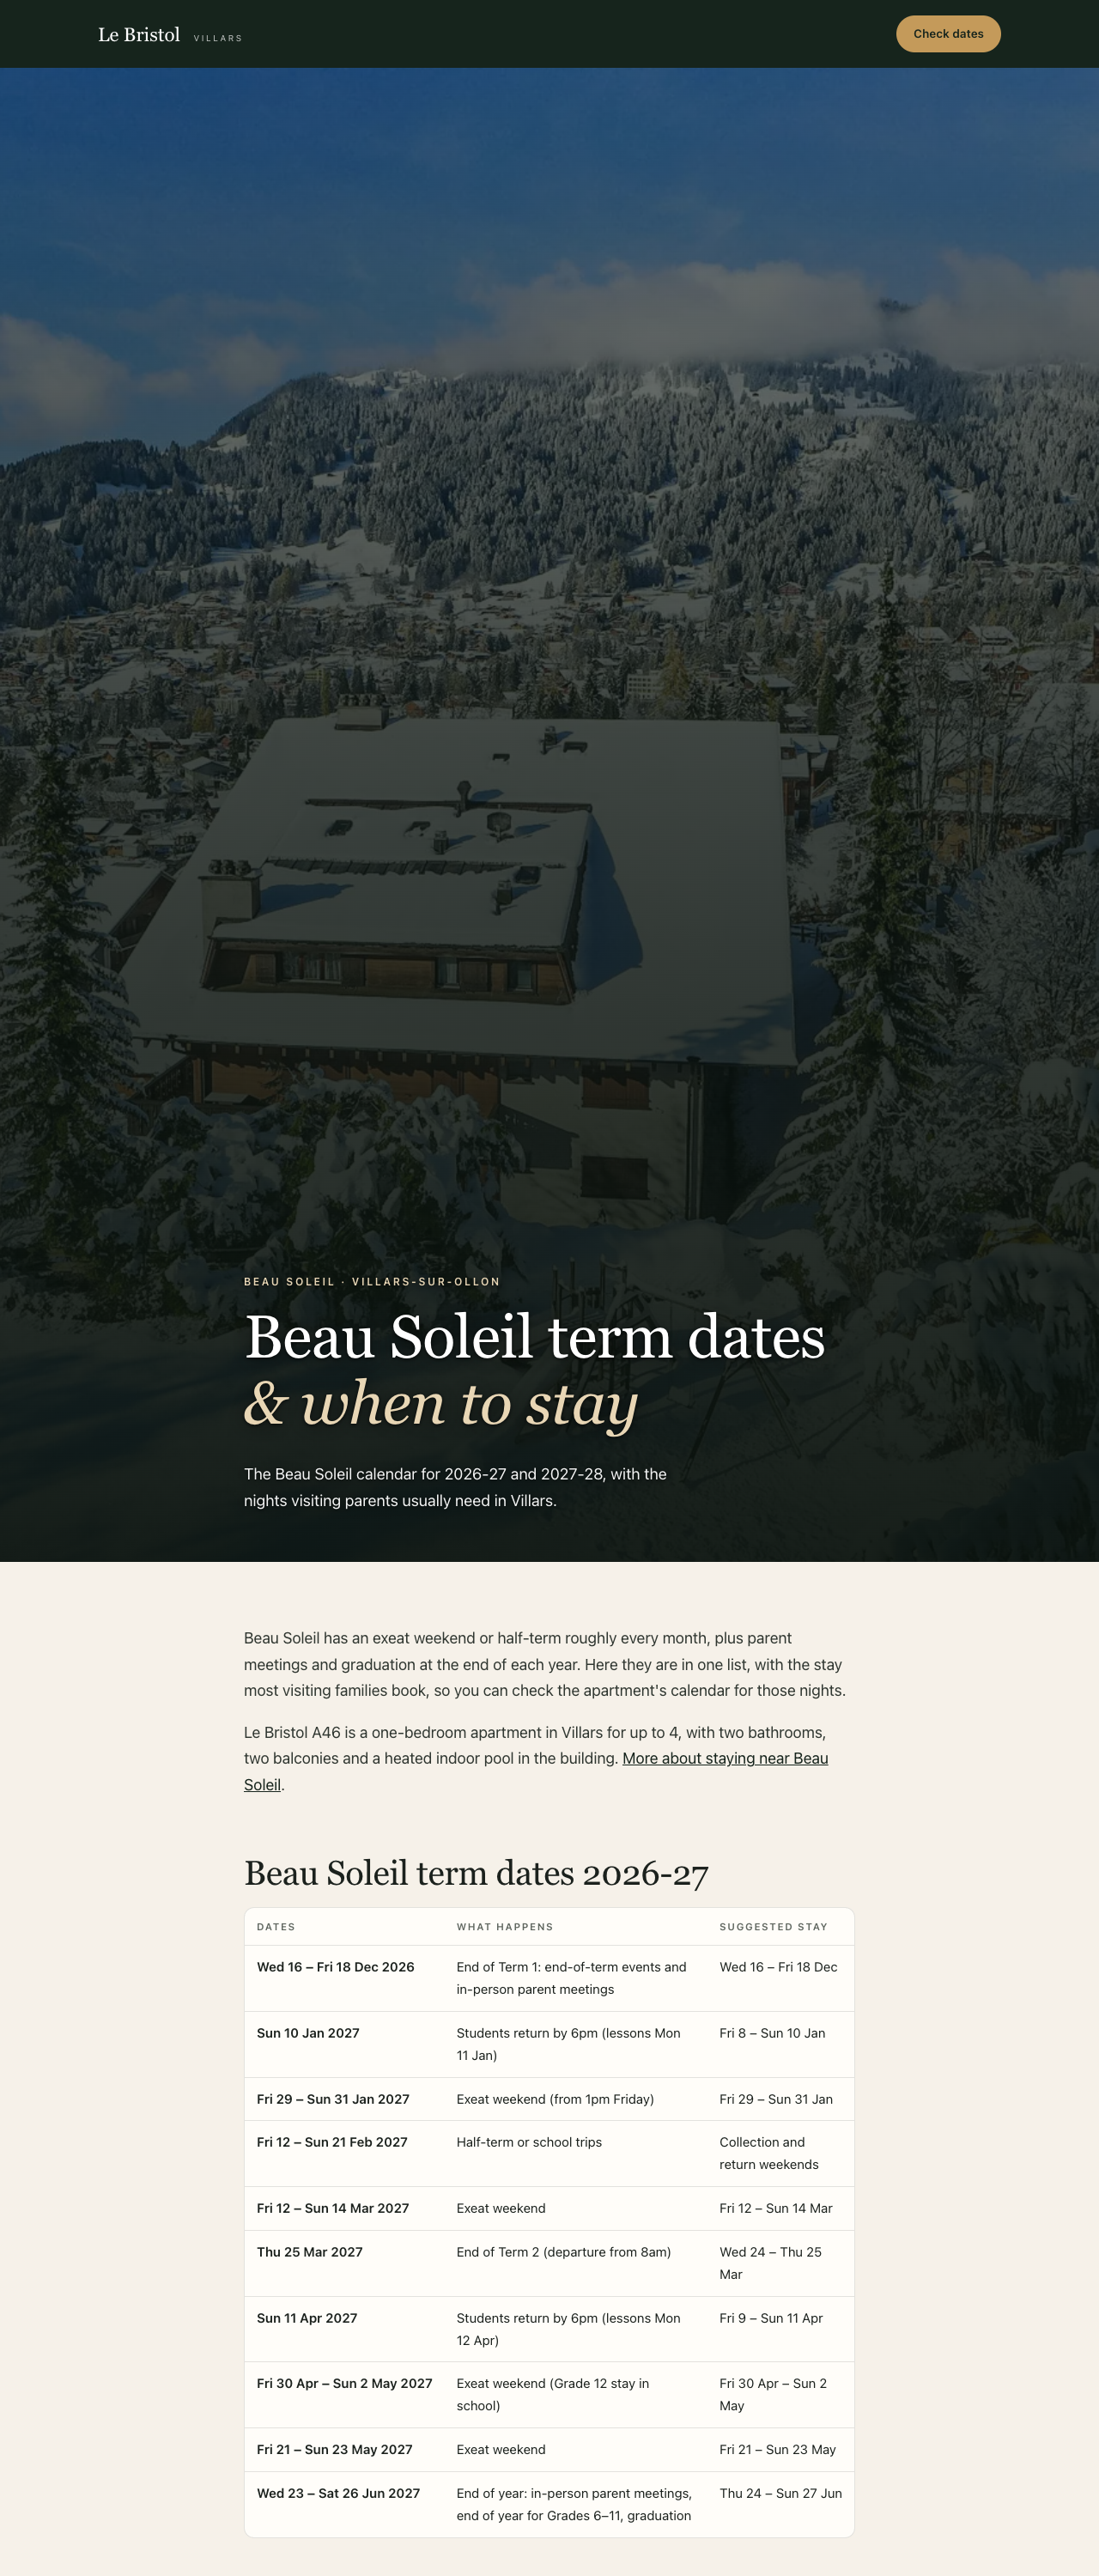 Le Bristol VILLARS
Check dates
BEAU SOLEIL · VILLARS-SUR-OLLON
Beau Soleil term dates
& when to stay
The Beau Soleil calendar for 2026-27 and 2027-28, with the
nights visiting parents usually need in Villars.
Beau Soleil has an exeat weekend or half-term roughly every month, plus parent
meetings and graduation at the end of each year. Here they are in one list, with the stay
most visiting families book, so you can check the apartment's calendar for those nights.
Le Bristol A46 is a one-bedroom apartment in Villars for up to 4, with two bathrooms,
two balconies and a heated indoor pool in the building. More about staying near Beau
Soleil.
Beau Soleil term dates 2026-27
DATES WHAT HAPPENS SUGGESTED STAY
Wed 16 – Fri 18 Dec 2026 End of Term 1: end-of-term events and Wed 16 – Fri 18 Dec
in-person parent meetings
Sun 10 Jan 2027 Students return by 6pm (lessons Mon Fri 8 – Sun 10 Jan
11 Jan)
Fri 29 – Sun 31 Jan 2027 Exeat weekend (from 1pm Friday) Fri 29 – Sun 31 Jan
Fri 12 – Sun 21 Feb 2027 Half-term or school trips Collection and
return weekends
Fri 12 – Sun 14 Mar 2027 Exeat weekend Fri 12 – Sun 14 Mar
Thu 25 Mar 2027 End of Term 2 (departure from 8am) Wed 24 – Thu 25
Mar
Sun 11 Apr 2027 Students return by 6pm (lessons Mon Fri 9 – Sun 11 Apr
12 Apr)
Fri 30 Apr – Sun 2 May 2027 Exeat weekend (Grade 12 stay in Fri 30 Apr – Sun 2
school) May
Fri 21 – Sun 23 May 2027 Exeat weekend Fri 21 – Sun 23 May
Wed 23 – Sat 26 Jun 2027 End of year: in-person parent meetings, Thu 24 – Sun 27 Jun
end of year for Grades 6–11, graduation